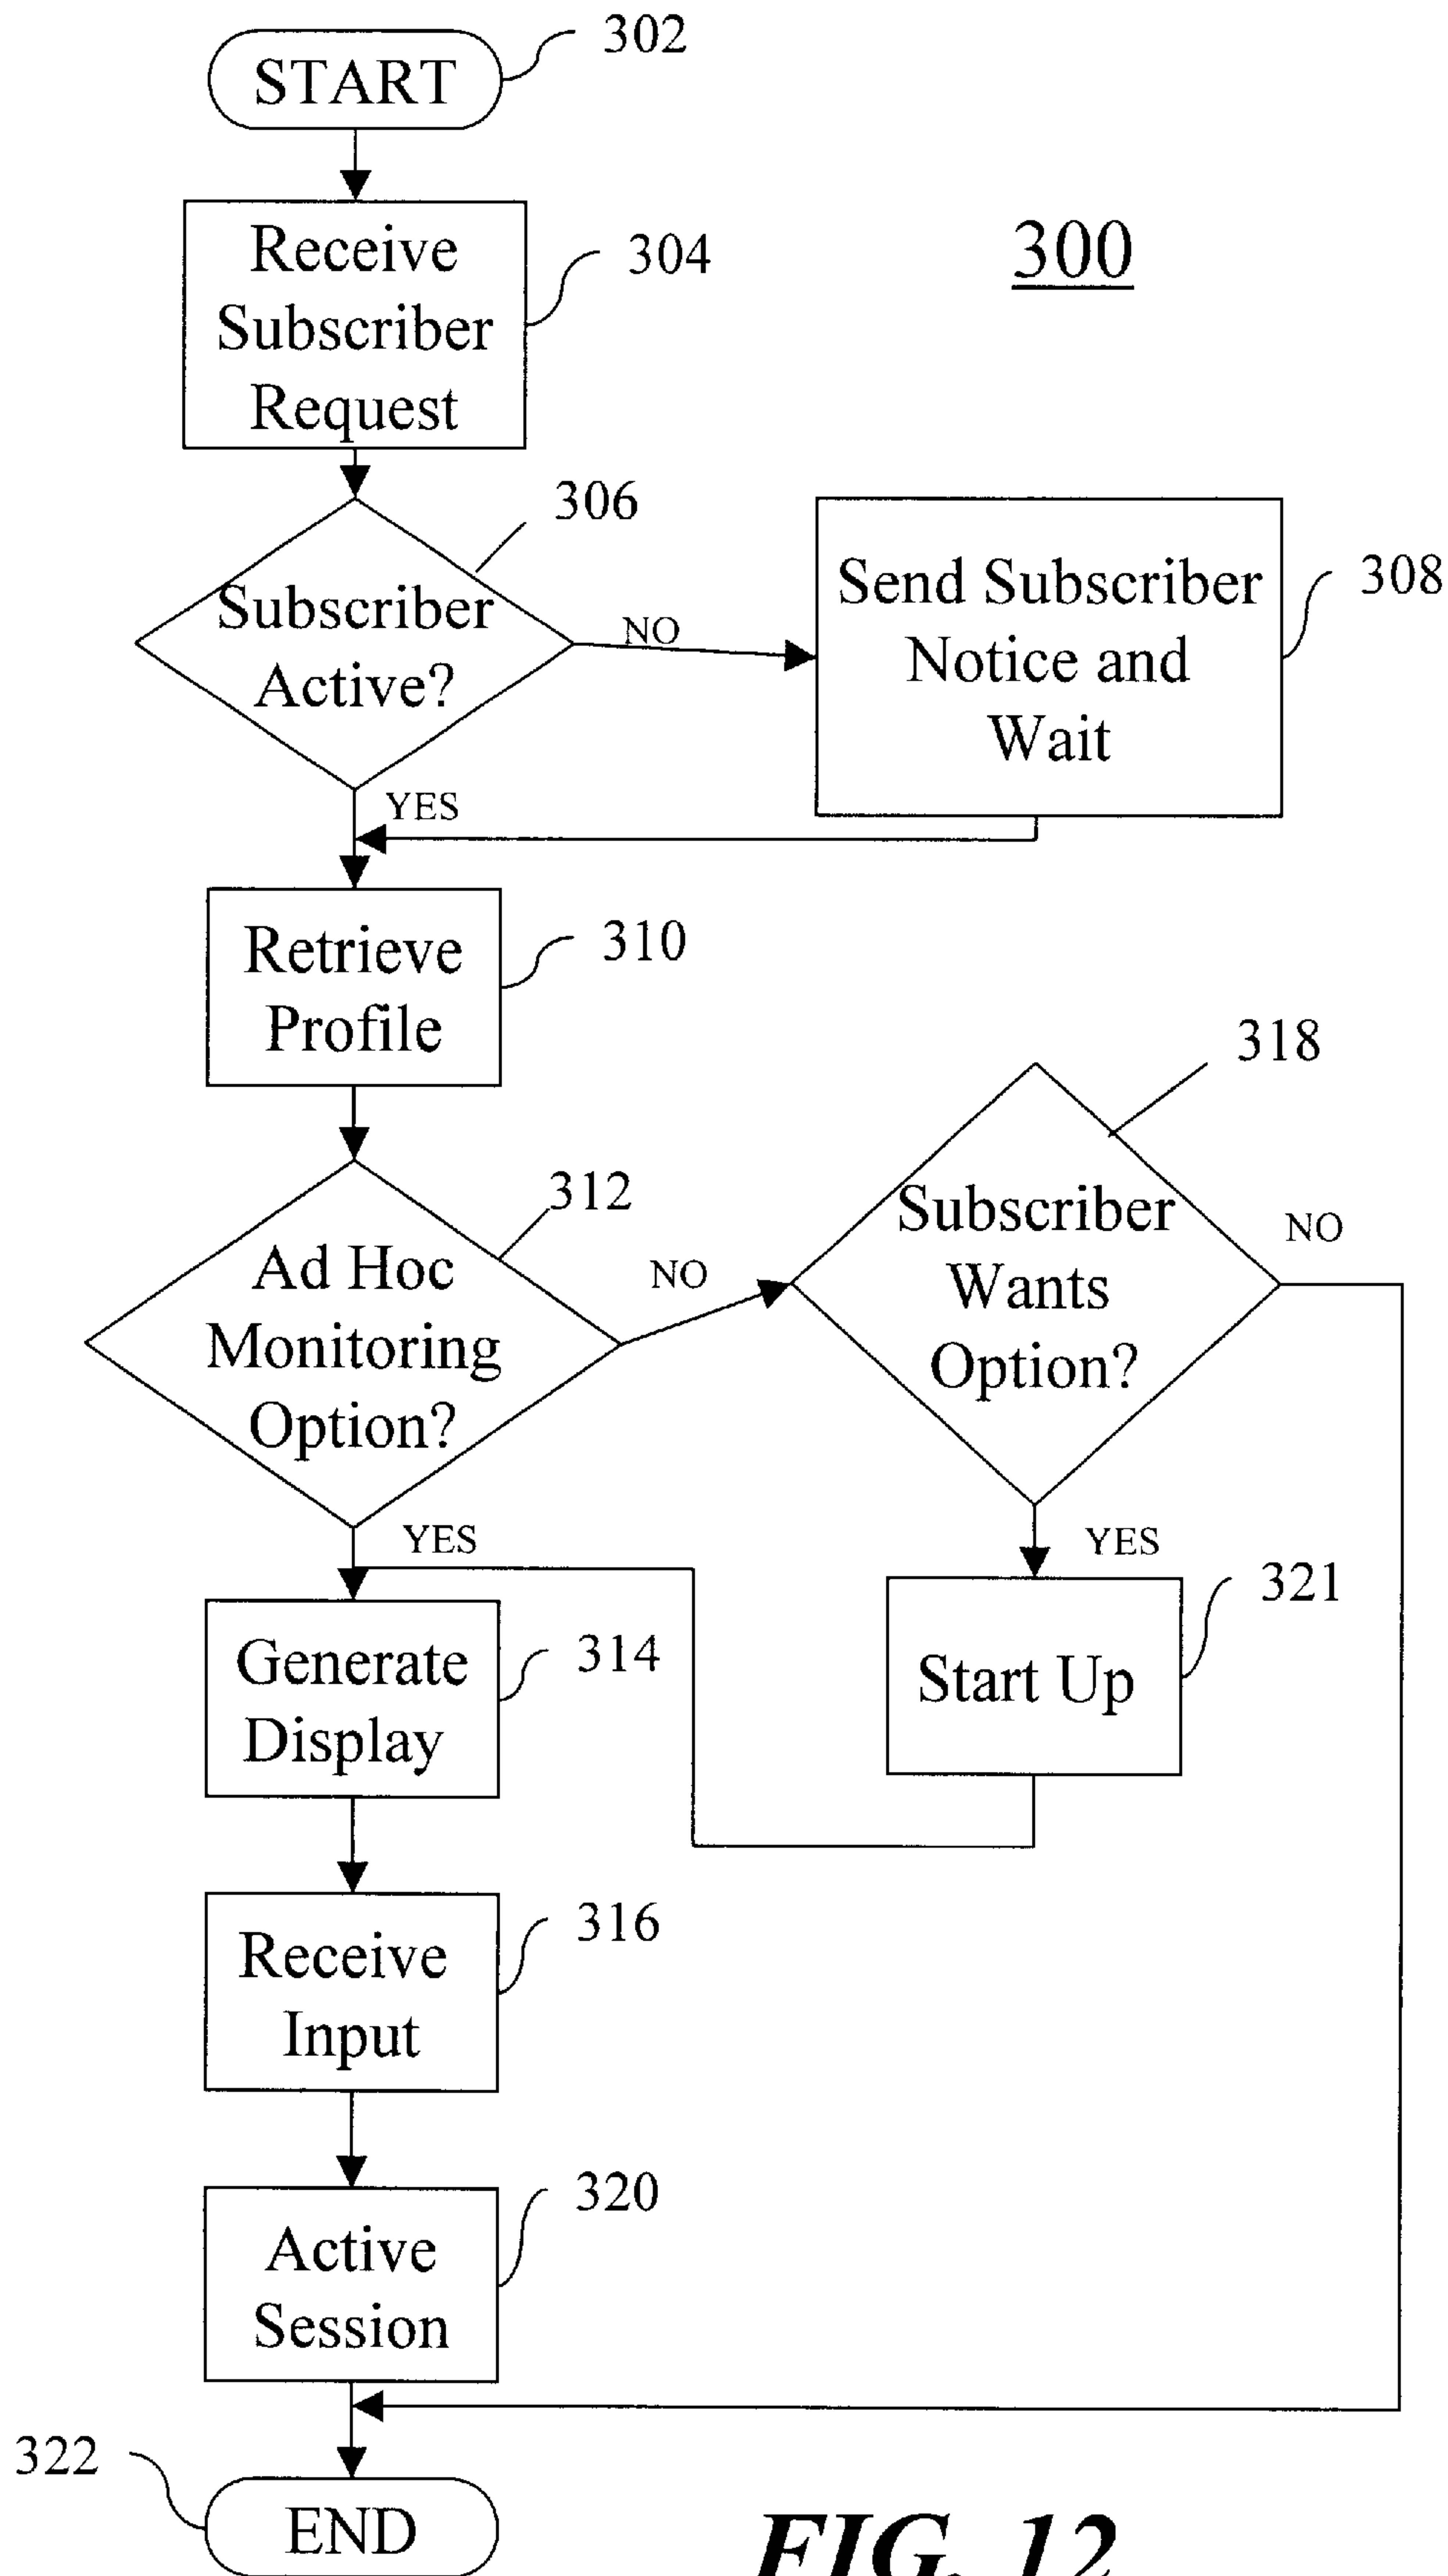 START
302
Receive
Subscriber
Request
304
300
Subscriber
Active?
306
NO
Send Subscriber
Notice and
Wait
308
YES
Retrieve
Profile
310
Ad Hoc
Monitoring
Option?
312
NO
Subscriber
Wants
Option?
318
NO
YES
YES
Generate
Display
314
Start Up
321
Receive
Input
316
Active
Session
320
322
END
FIG. 12